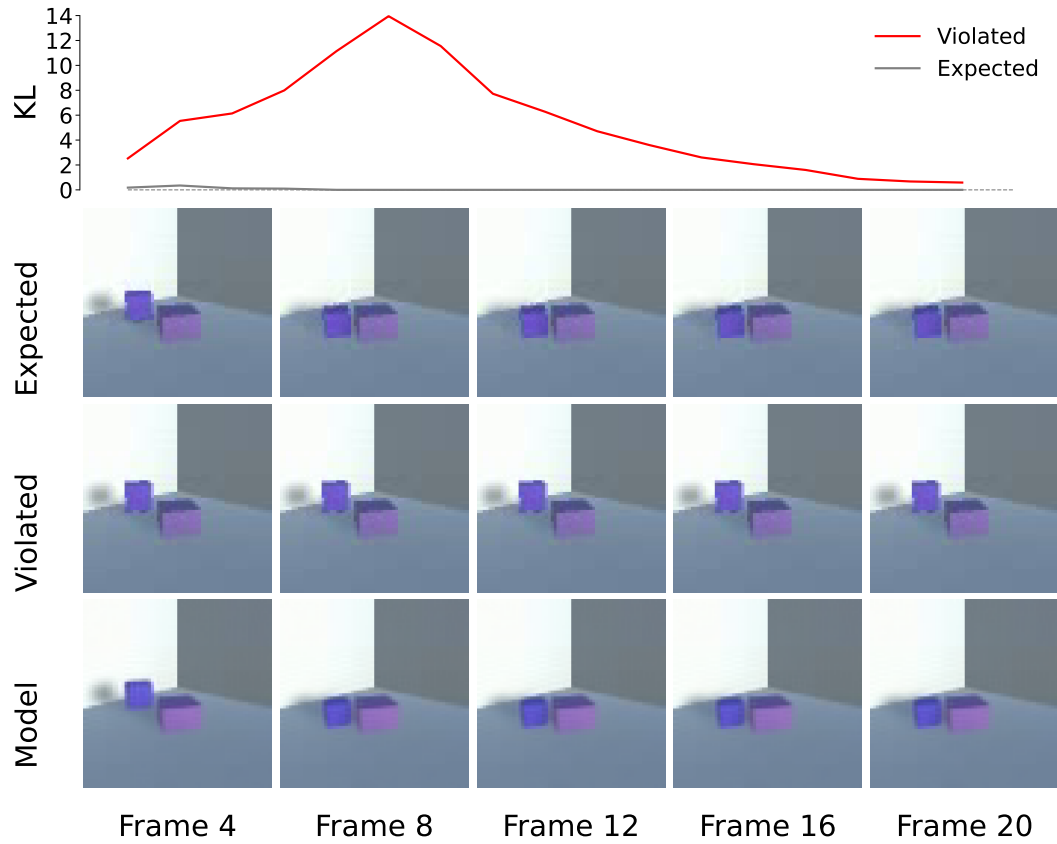 14
12
10
8
6
4
2
0
KL
Violated
Expected
Expected
Violated
Model
Frame 4
Frame 8
Frame 12
Frame 16
Frame 20